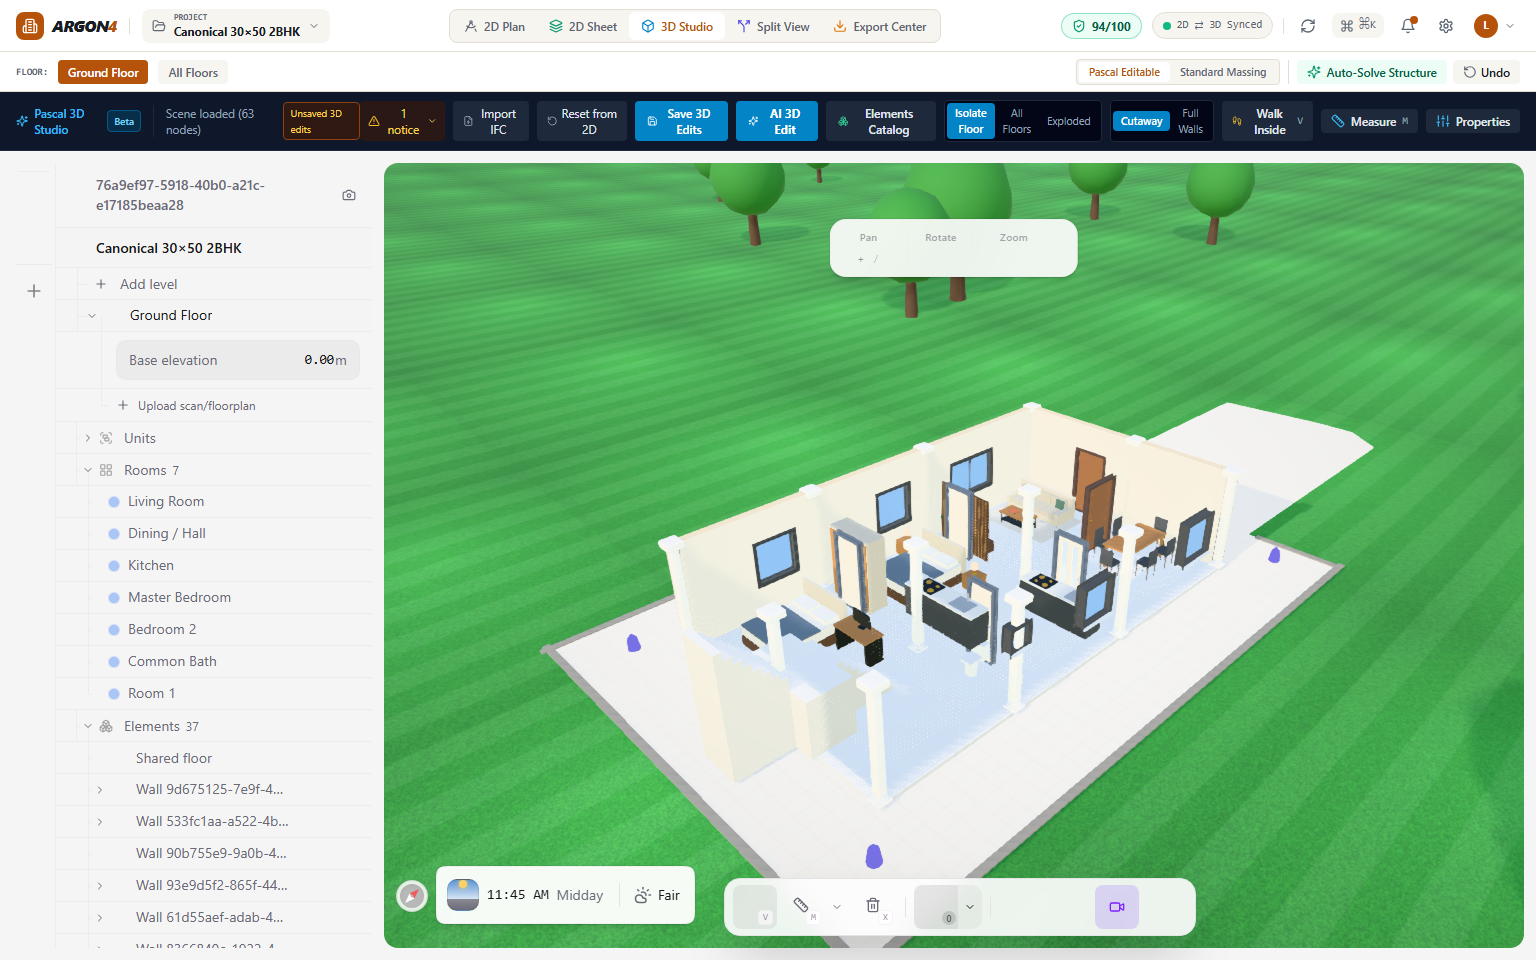 ARGON4
PROJECT
Canonical 30×50 2BHK
2D Plan
2D Sheet
3D Studio
Split View
Export Center
94/100
2D ⇄ 3D Synced
⌘K
L
FLOOR:
Ground Floor
All Floors
Pascal Editable
Standard Massing
Auto-Solve Structure
Undo
Pascal 3D
Studio
Beta
Scene loaded (63
nodes)
Unsaved 3D
edits
1
notice
Import
IFC
Reset from
2D
Save 3D
Edits
AI 3D
Edit
Elements
Catalog
Isolate
Floor
All
Floors
Exploded
Cutaway
Full
Walls
Walk
Inside
V
Measure M
Properties
76a9ef97-5918-40b0-a21c-
e17185beaa28
Canonical 30×50 2BHK
Add level
Ground Floor
Base elevation 0.00m
Upload scan/floorplan
Units
Rooms 7
Living Room
Dining / Hall
Kitchen
Master Bedroom
Bedroom 2
Common Bath
Room 1
Elements 37
Shared floor
Wall 9d675125-7e9f-4...
Wall 533fc1aa-a522-4b...
Wall 90b755e9-9a0b-4...
Wall 93e9d5f2-865f-44...
Wall 61d55aef-adab-4...
Pan Rotate Zoom
+ /
11:45 AM Midday
Fair
V
M
X
0